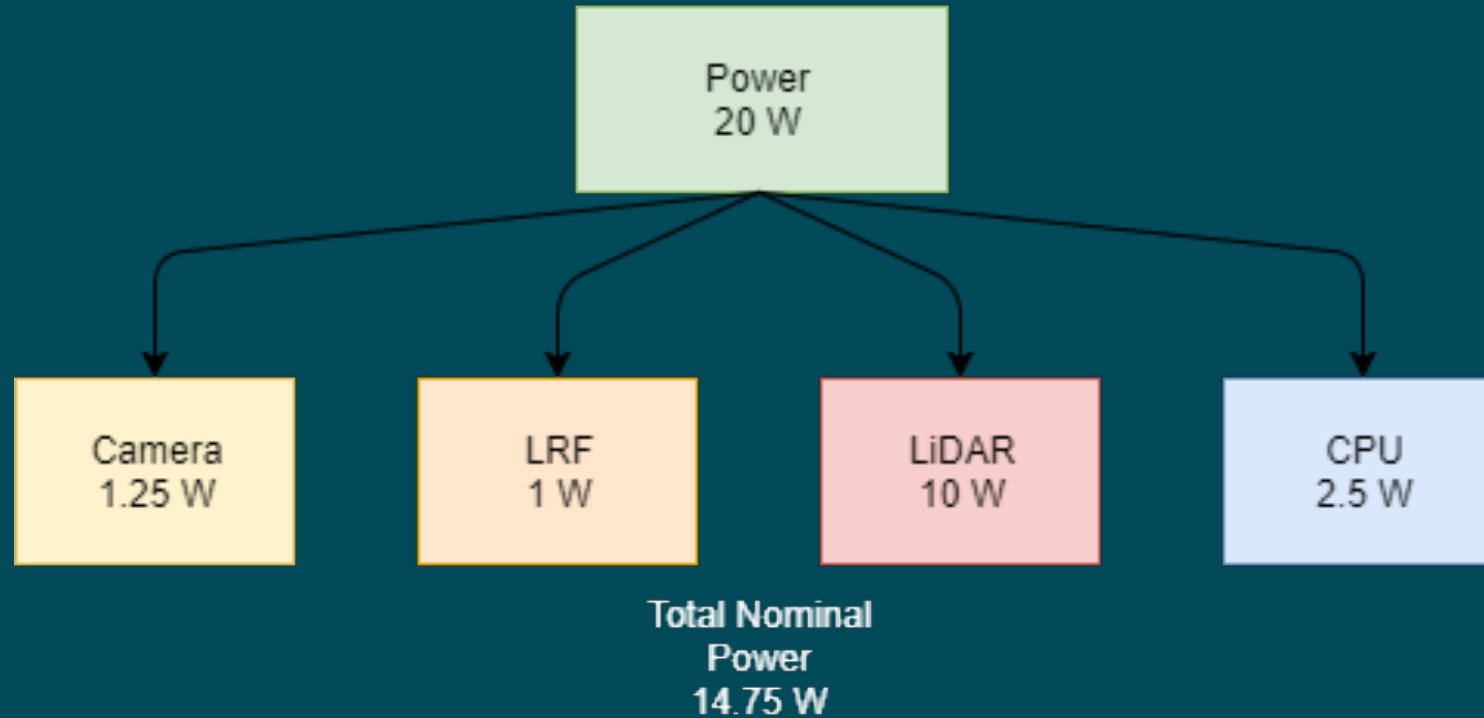 Power
20 W
Camera
1.25 W
LRF
1 W
LiDAR
10 W
CPU
2.5 W
Total Nominal
Power
14.75 W